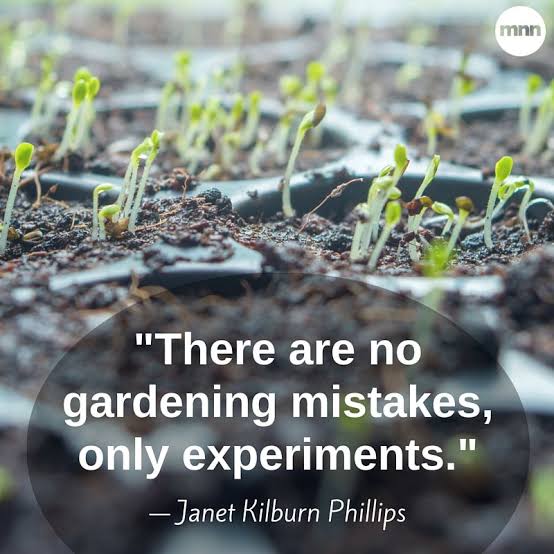 mnn
"There are no
gardening mistakes,
only experiments."
— Janet Kilburn Phillips